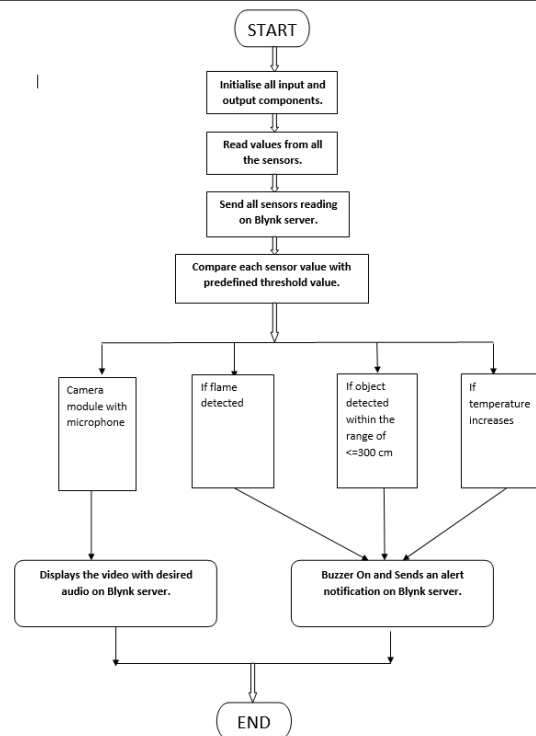 START
Initialise all input and
output components.
Read values from all
the sensors.
Send all sensors reading
on Blynk server.
Compare each sensor value with
predefined threshold value.
Camera
module with
microphone
If flame
detected
If object
detected
within the
range of
<=300 cm
If
temperature
increases
Displays the video with desired
audio on Blynk server.
Buzzer On and Sends an alert
notification on Blynk server.
END